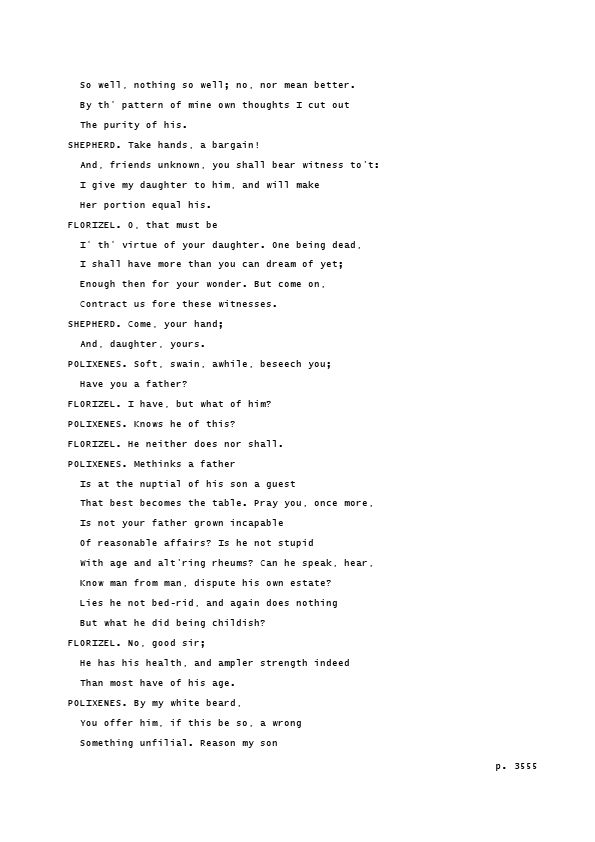 So well, nothing so well; no, nor mean better.
By th' pattern of mine own thoughts I cut out
The purity of his.
SHEPHERD. Take hands, a bargain!
And, friends unknown, you shall bear witness to't:
I give my daughter to him, and will make
Her portion equal his.
FLORIZEL. O, that must be
I' th' virtue of your daughter. One being dead,
I shall have more than you can dream of yet;
Enough then for your wonder. But come on,
Contract us fore these witnesses.
SHEPHERD. Come, your hand;
And, daughter, yours.
POLIXENES. Soft, swain, awhile, beseech you;
Have you a father?
FLORIZEL. I have, but what of him?
POLIXENES. Knows he of this?
FLORIZEL. He neither does nor shall.
POLIXENES. Methinks a father
Is at the nuptial of his son a guest
That best becomes the table. Pray you, once more,
Is not your father grown incapable
Of reasonable affairs? Is he not stupid
With age and alt'ring rheums? Can he speak, hear,
Know man from man, dispute his own estate?
Lies he not bed-rid, and again does nothing
But what he did being childish?
FLORIZEL. No, good sir;
He has his health, and ampler strength indeed
Than most have of his age.
POLIXENES. By my white beard,
You offer him, if this be so, a wrong
Something unfilial. Reason my son
p. 3555